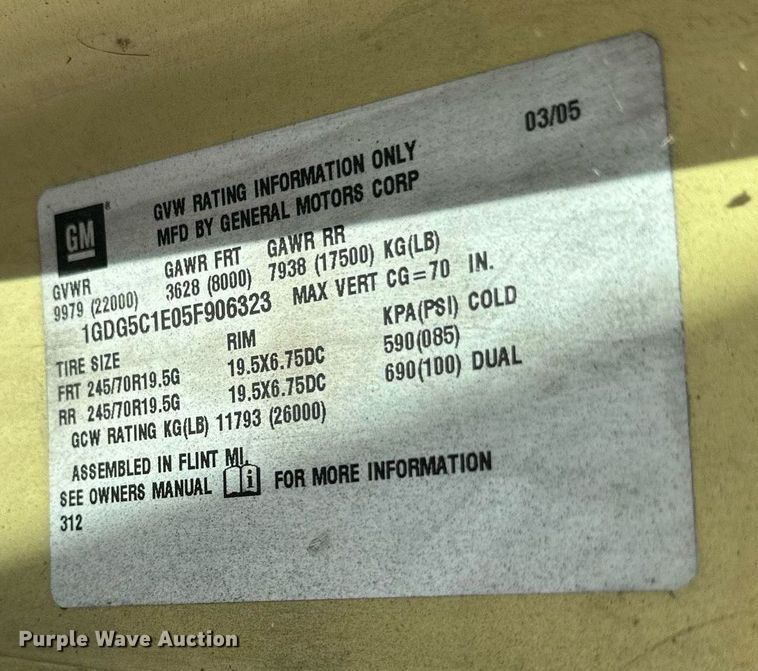 03/05
GM ®
GVW RATING INFORMATION ONLY
MFD BY GENERAL MOTORS CORP
GVWR GAWR FRT GAWR RR
9979 (22000) 3628 (8000) 7938 (17500) KG(LB)
1GDG5C1E05F906323 MAX VERT CG=70 IN.
TIRE SIZE RIM KPA(PSI) COLD
FRT 245/70R19.5G 19.5X6.75DC 590(085)
RR 245/70R19.5G 19.5X6.75DC 690(100) DUAL
GCW RATING KG(LB) 11793 (26000)
ASSEMBLED IN FLINT MI.
SEE OWNERS MANUAL i FOR MORE INFORMATION
312
Purple Wave Auction